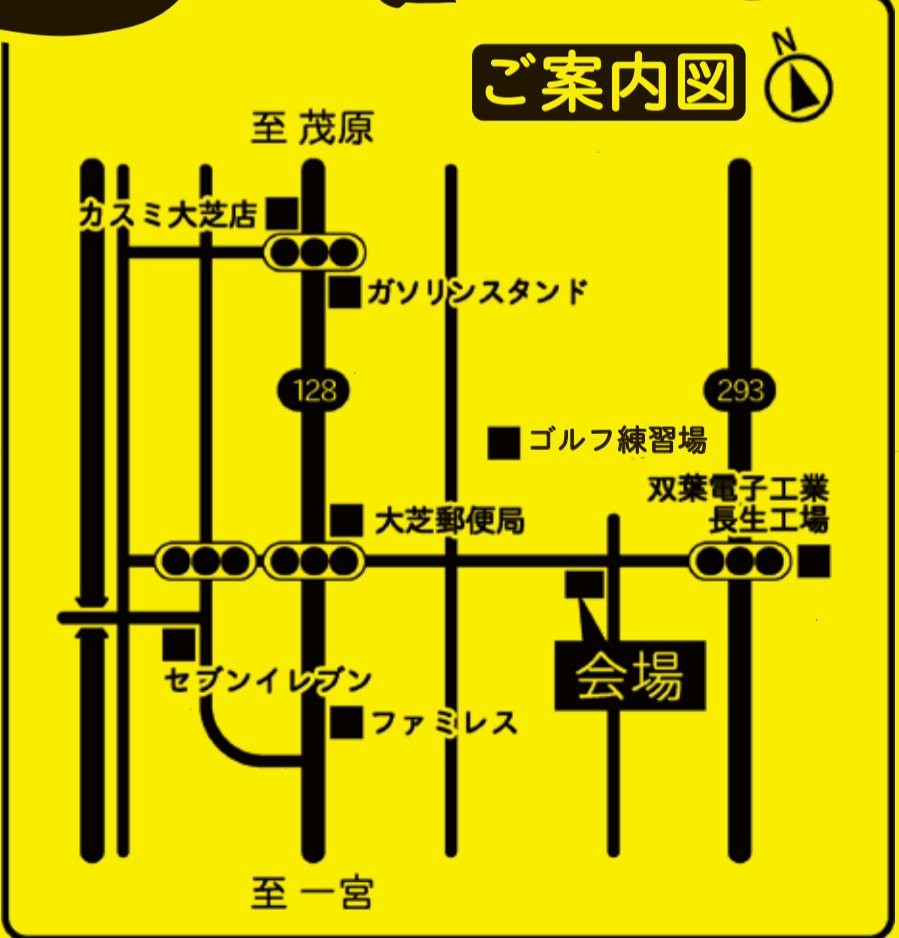 ご案内図
N
至 茂原
カスミ大芝店
ガソリンスタンド
128
293
ゴルフ練習場
双葉電子工業
長生工場
大芝郵便局
会場
セブンイレブン
ファミレス
至 一宮